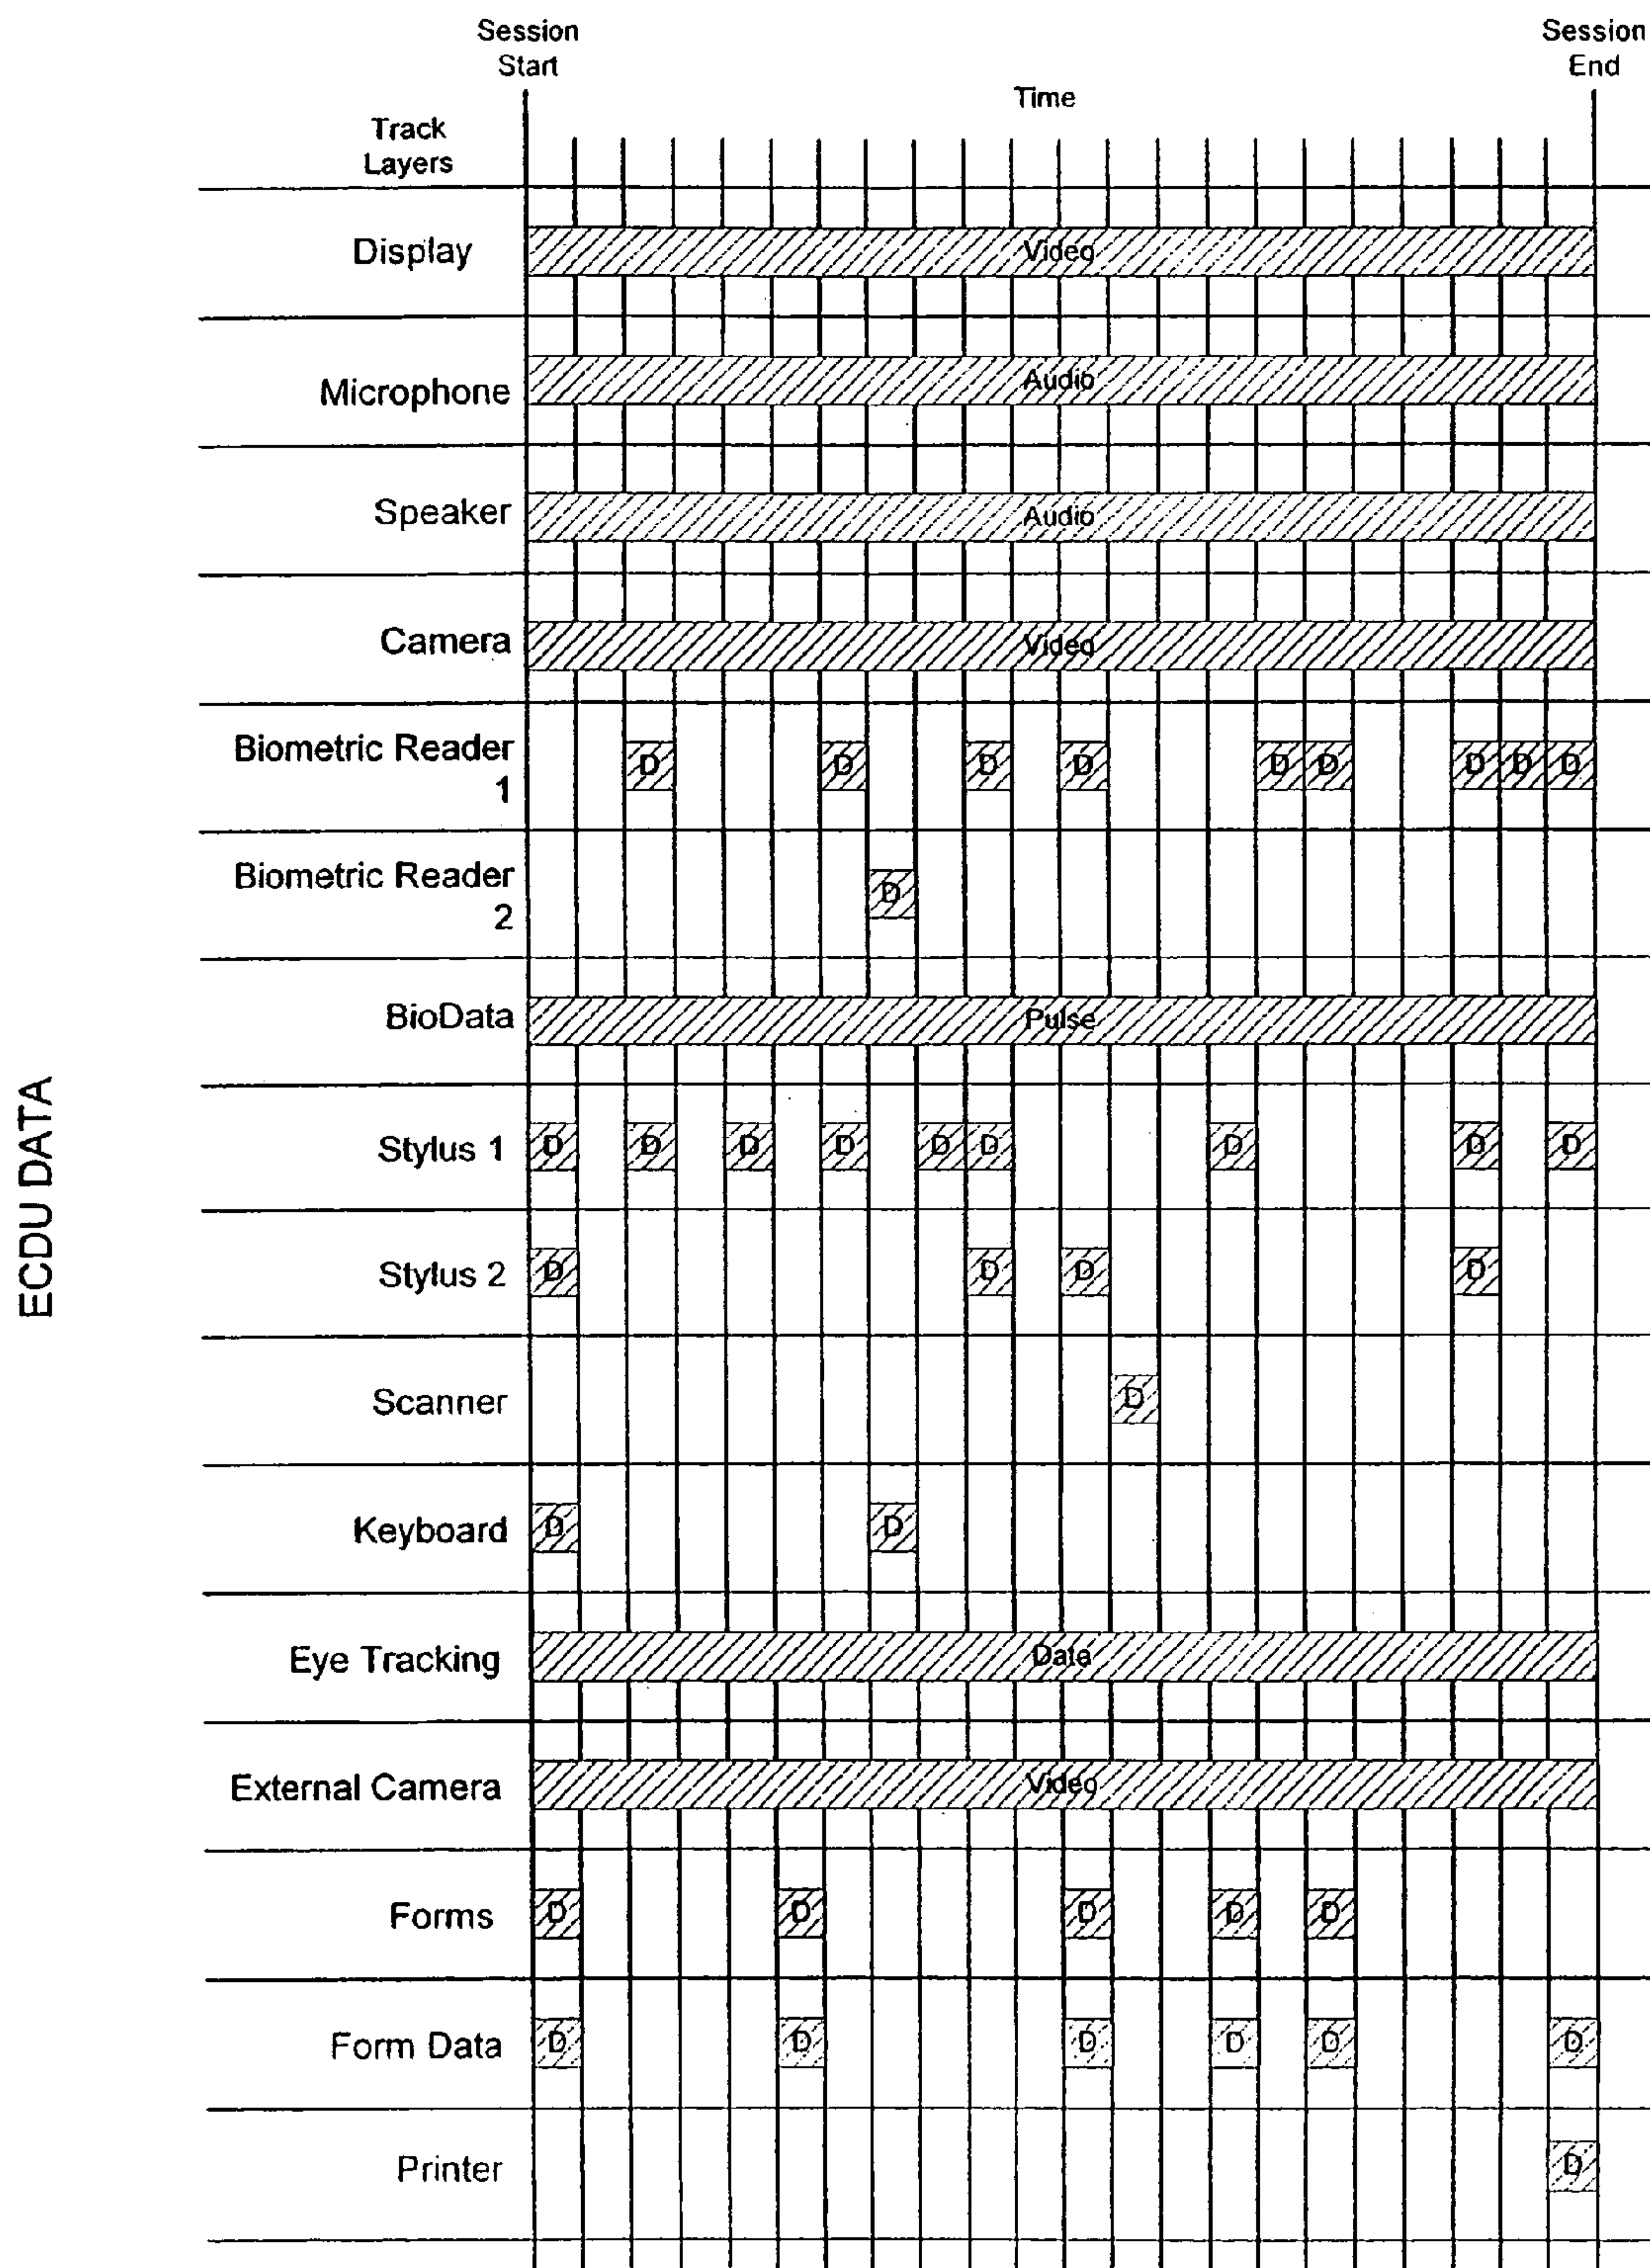 Session
Start
Session
End
Time
Track
Layers
Display
Video
Microphone
Audio
Speaker
Audio
Camera
Video
Biometric Reader
1
D D D D D D D D D
Biometric Reader
2
D
BioData
Pulse
Stylus 1
D D D D D D D D D
Stylus 2
D D D D
Scanner
D
Keyboard
D D
Eye Tracking
Data
External Camera
Video
Forms
D D D D D
Form Data
D D D D D D
Printer
D
ECDU DATA